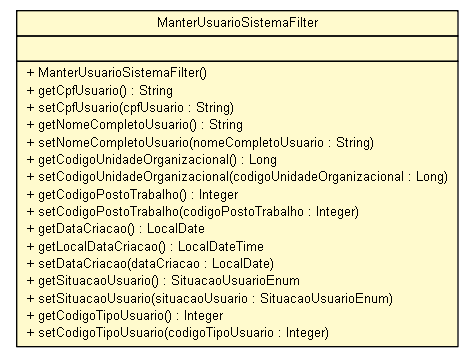 ManterUsuarioSistemaFilter
+ ManterUsuarioSistemaFilter()
+ getCpfUsuario() : String
+ setCpfUsuario(cpfUsuario : String)
+ getNomeCompletoUsuario() : String
+ setNomeCompletoUsuario(nomeCompletoUsuario : String)
+ getCodigoUnidadeOrganizacional() : Long
+ setCodigoUnidadeOrganizacional(codigoUnidadeOrganizacional : Long)
+ getCodigoPostoTrabalho() : Integer
+ setCodigoPostoTrabalho(codigoPostoTrabalho : Integer)
+ getDataCriacao() : LocalDate
+ getLocalDataCriacao() : LocalDateTime
+ setDataCriacao(dataCriacao : LocalDate)
+ getSituacaoUsuario() : SituacaoUsuarioEnum
+ setSituacaoUsuario(situacaoUsuario : SituacaoUsuarioEnum)
+ getCodigoTipoUsuario() : Integer
+ setCodigoTipoUsuario(codigoTipoUsuario : Integer)